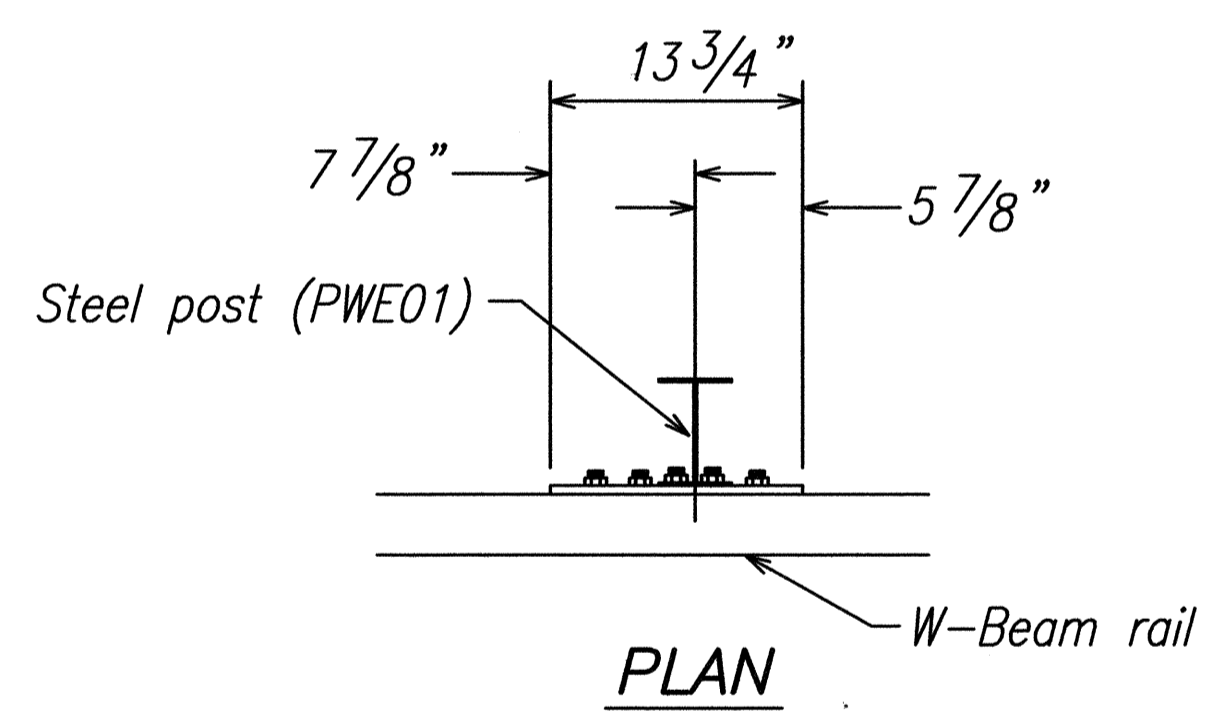 13 3/4"
7 7/8"
5 7/8"
Steel post (PWE01)
W-Beam rail
PLAN